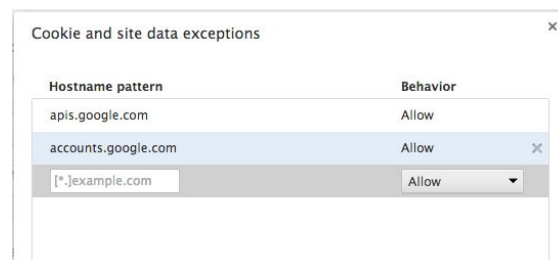 Cookie and site data exceptions
Hostname pattern Behavior
apis.google.com Allow
accounts.google.com Allow
[*.]example.com Allow